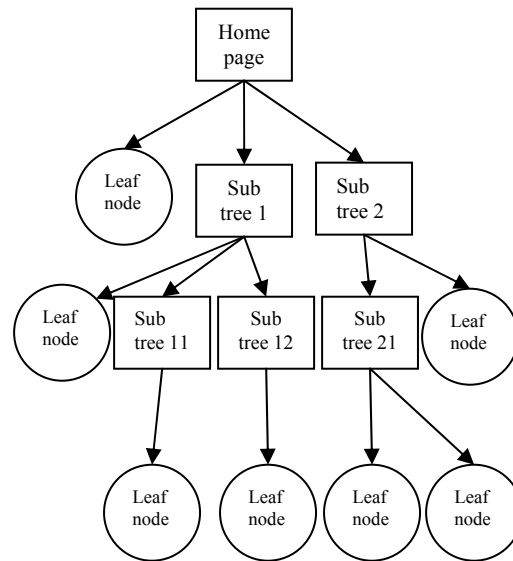 Home
page
Leaf
node
Sub
tree 1
Sub
tree 2
Leaf
node
Sub
tree 11
Sub
tree 12
Sub
tree 21
Leaf
node
Leaf
node
Leaf
node
Leaf
node
Leaf
node